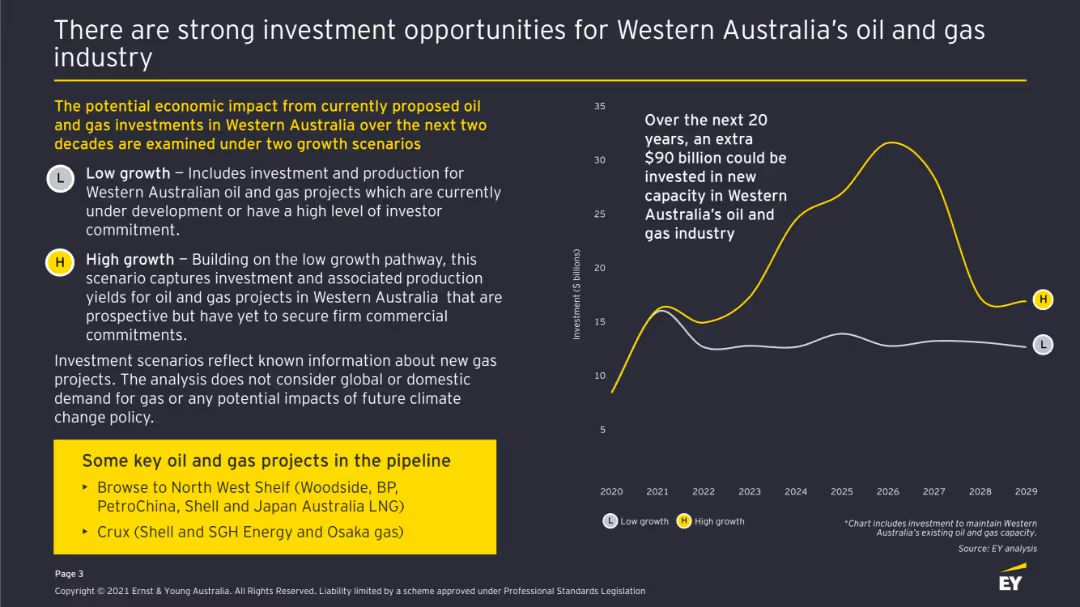 There are strong investment opportunities for Western Australia's oil and gas
industry
The potential economic impact from currently proposed oil
and gas investments in Western Australia over the next two
decades are examined under two growth scenarios
L
Low growth – Includes investment and production for
Western Australian oil and gas projects which are currently
under development or have a high level of investor
commitment.
H
High growth – Building on the low growth pathway, this
scenario captures investment and associated production
yields for oil and gas projects in Western Australia that are
prospective but have yet to secure firm commercial
commitments.
Investment scenarios reflect known information about new gas
projects. The analysis does not consider global or domestic
demand for gas or any potential impacts of future climate
change policy.
Some key oil and gas projects in the pipeline
‣ Browse to North West Shelf (Woodside, BP,
PetroChina, Shell and Japan Australia LNG)
‣ Crux (Shell and SGH Energy and Osaka gas)
Over the next 20
years, an extra
$90 billion could be
invested in new
capacity in Western
Australia's oil and
gas industry
Investment ($ billions)
35
30
25
20
15
10
5
H
L
2020 2021 2022 2023 2024 2025 2026 2027 2028 2029
L Low growth H High growth
*Chart includes investment to maintain Western
Australia's existing oil and gas capacity.
Source: EY analysis
Page 3
Copyright © 2021 Ernst & Young Australia. All Rights Reserved. Liability limited by a scheme approved under Professional Standards Legislation
EY